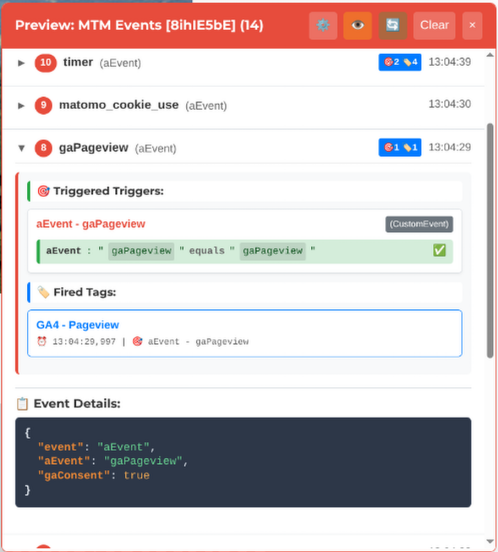 Preview: MTM Events [8ihIE5bE] (14)
Clear
×
▶ 10 timer (aEvent) 🎯2 🏷️4 13:04:39
▶ 9 matomo_cookie_use (aEvent) 13:04:30
▼ 8 gaPageview (aEvent) 🎯1 🏷️1 13:04:29
🎯 Triggered Triggers:
aEvent - gaPageview (CustomEvent)
aEvent : " gaPageview " equals " gaPageview " ✅
🏷️ Fired Tags:
GA4 - Pageview
⏰ 13:04:29,997 | 🎯 aEvent - gaPageview
📋 Event Details:
{
"event": "aEvent",
"aEvent": "gaPageview",
"gaConsent": true
}